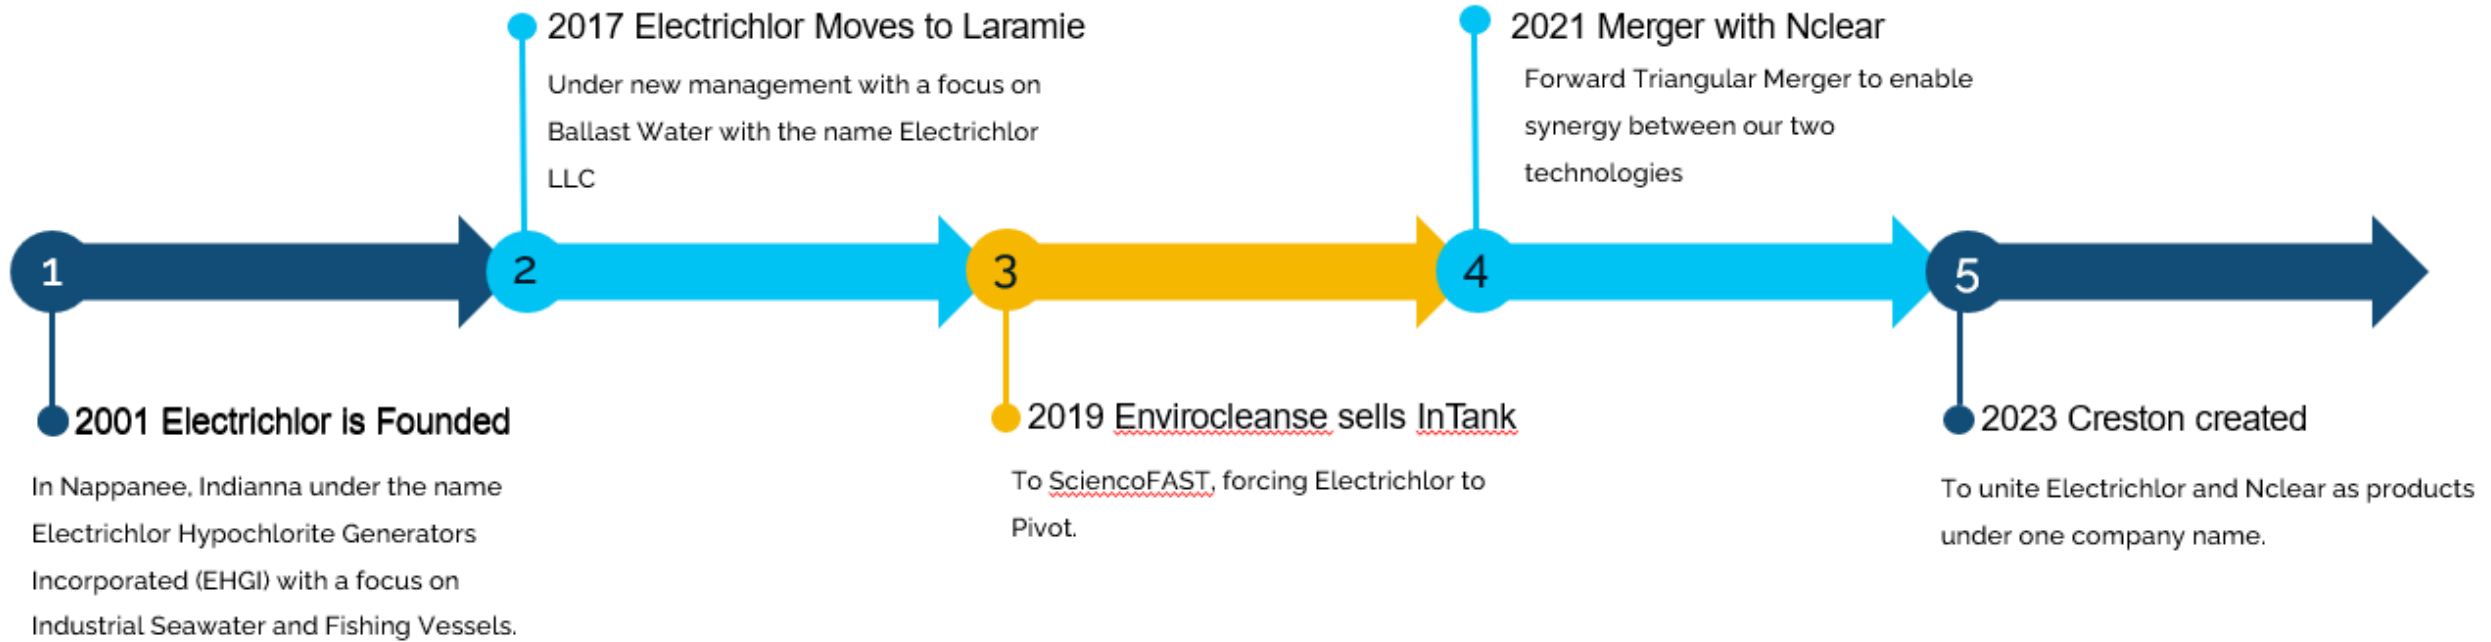 2017 Electrichlor Moves to Laramie
Under new management with a focus on
Ballast Water with the name Electrichlor
LLC
2021 Merger with Nclear
Forward Triangular Merger to enable
synergy between our two
technologies
1
2
3
4
5
2001 Electrichlor is Founded
In Nappanee, Indianna under the name
Electrichlor Hypochlorite Generators
Incorporated (EHGI) with a focus on
Industrial Seawater and Fishing Vessels.
2019 Envirocleanse sells InTank
To SciencoFAST, forcing Electrichlor to
Pivot.
2023 Creston created
To unite Electrichlor and Nclear as products
under one company name.